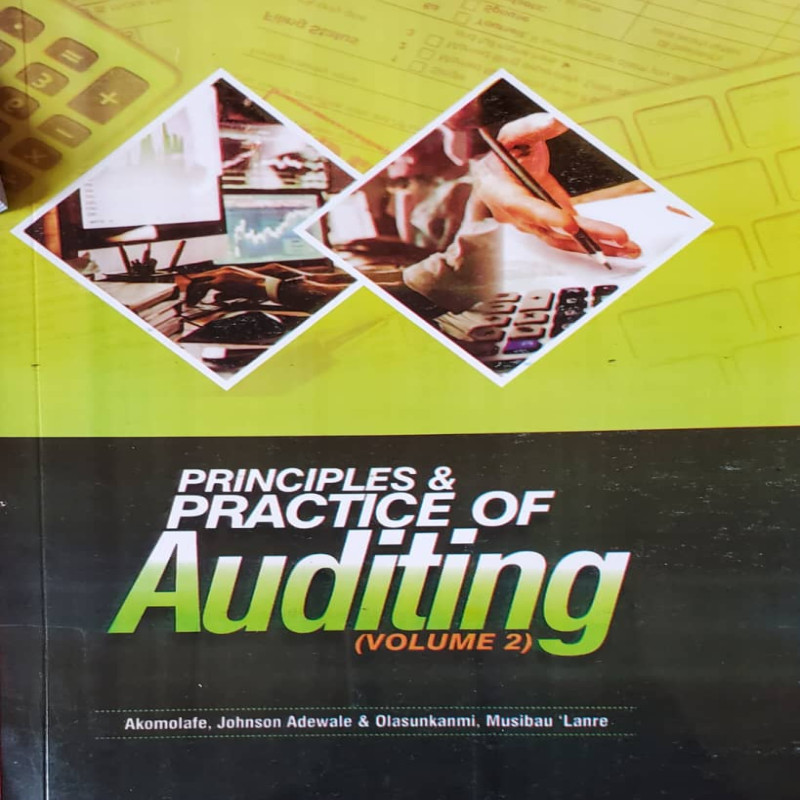 PRINCIPLES &
PRACTICE OF
Auditing
(VOLUME 2)
Akomolafe, Johnson Adewale & Olasunkanmi, Musibau ‘Lanre